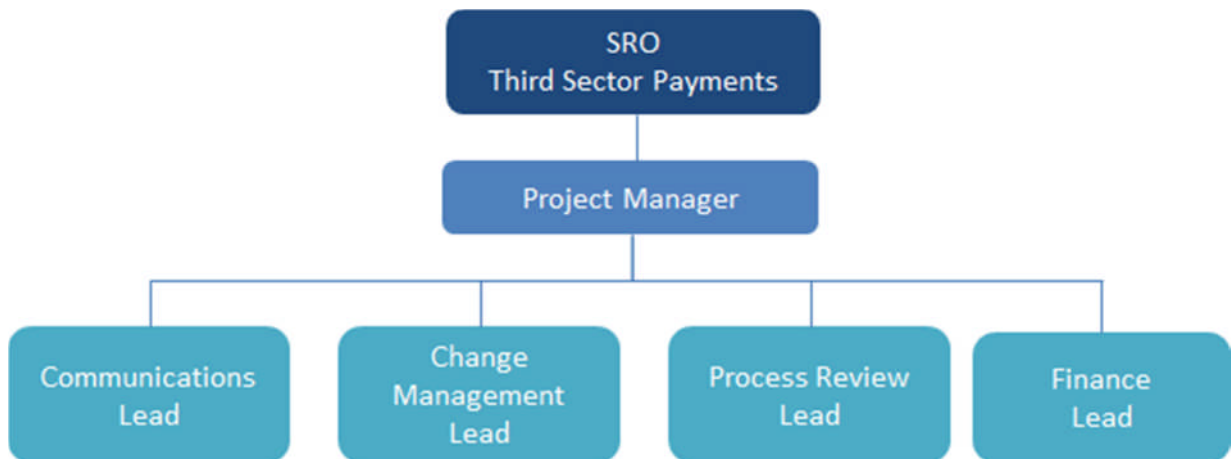 SRO
Third Sector Payments
Project Manager
Communications
Lead
Change
Management
Lead
Process Review
Lead
Finance
Lead